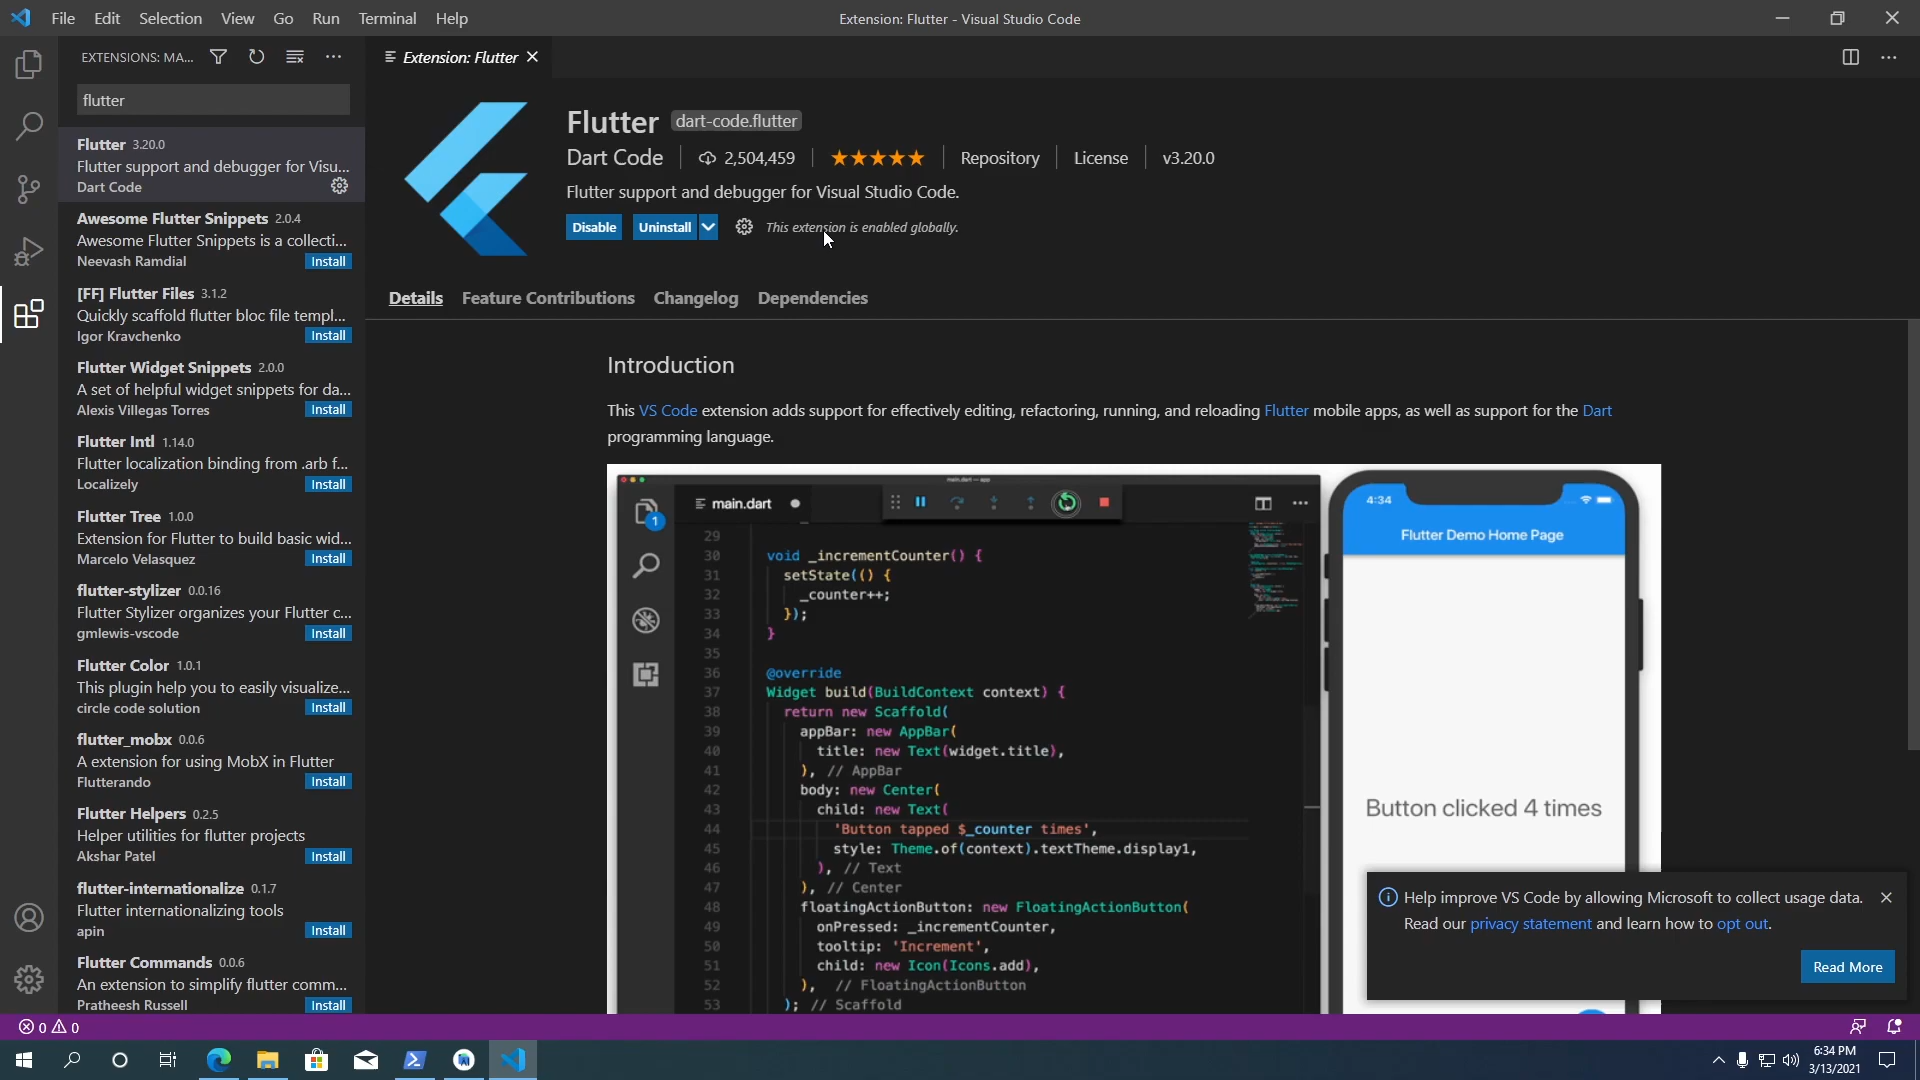 File Edit Selection View Go Run Terminal Help
Extension: Flutter - Visual Studio Code
EXTENSIONS: MA...
flutter
Flutter 3.20.0
Flutter support and debugger for Visu...
Dart Code
Awesome Flutter Snippets 2.0.4
Awesome Flutter Snippets is a collecti...
Neevash Ramdial Install
[FF] Flutter Files 3.1.2
Quickly scaffold flutter bloc file templ...
Igor Kravchenko Install
Flutter Widget Snippets 2.0.0
A set of helpful widget snippets for da...
Alexis Villegas Torres Install
Flutter Intl 1.14.0
Flutter localization binding from .arb f...
Localizely Install
Flutter Tree 1.0.0
Extension for Flutter to build basic wid...
Marcelo Velasquez Install
flutter-stylizer 0.0.16
Flutter Stylizer organizes your Flutter c...
gmlewis-vscode Install
Flutter Color 1.0.1
This plugin help you to easily visualize...
circle code solution Install
flutter_mobx 0.0.6
A extension for using MobX in Flutter
Flutterando Install
Flutter Helpers 0.2.5
Helper utilities for flutter projects
Akshar Patel Install
flutter-internationalize 0.1.7
Flutter internationalizing tools
apin Install
Flutter Commands 0.0.6
An extension to simplify flutter comm...
Pratheesh Russell Install
Extension: Flutter
Flutter dart-code.flutter
Dart Code 2,504,459 Repository License v3.20.0
Flutter support and debugger for Visual Studio Code.
Disable Uninstall This extension is enabled globally.
Details Feature Contributions Changelog Dependencies
Introduction
This VS Code extension adds support for effectively editing, refactoring, running, and reloading Flutter mobile apps, as well as support for the Dart
programming language.
1
main.dart
29
30 void _incrementCounter() {
31 setState(() {
32 _counter++;
33 });
34 }
35
36 @override
37 Widget build(BuildContext context) {
38 return new Scaffold(
39 appBar: new AppBar(
40 title: new Text(widget.title),
41 ), // AppBar
42 body: new Center(
43 child: new Text(
44 'Button tapped $_counter times',
45 style: Theme.of(context).textTheme.display1,
46 ), // Text
47 ), // Center
48 floatingActionButton: new FloatingActionButton(
49 onPressed: _incrementCounter,
50 tooltip: 'Increment',
51 child: new Icon(Icons.add),
52 ), // FloatingActionButton
53 ); // Scaffold
4:34
Flutter Demo Home Page
Button clicked 4 times
Help improve VS Code by allowing Microsoft to collect usage data.
Read our privacy statement and learn how to opt out.
Read More
0 0
6:34 PM
3/13/2021